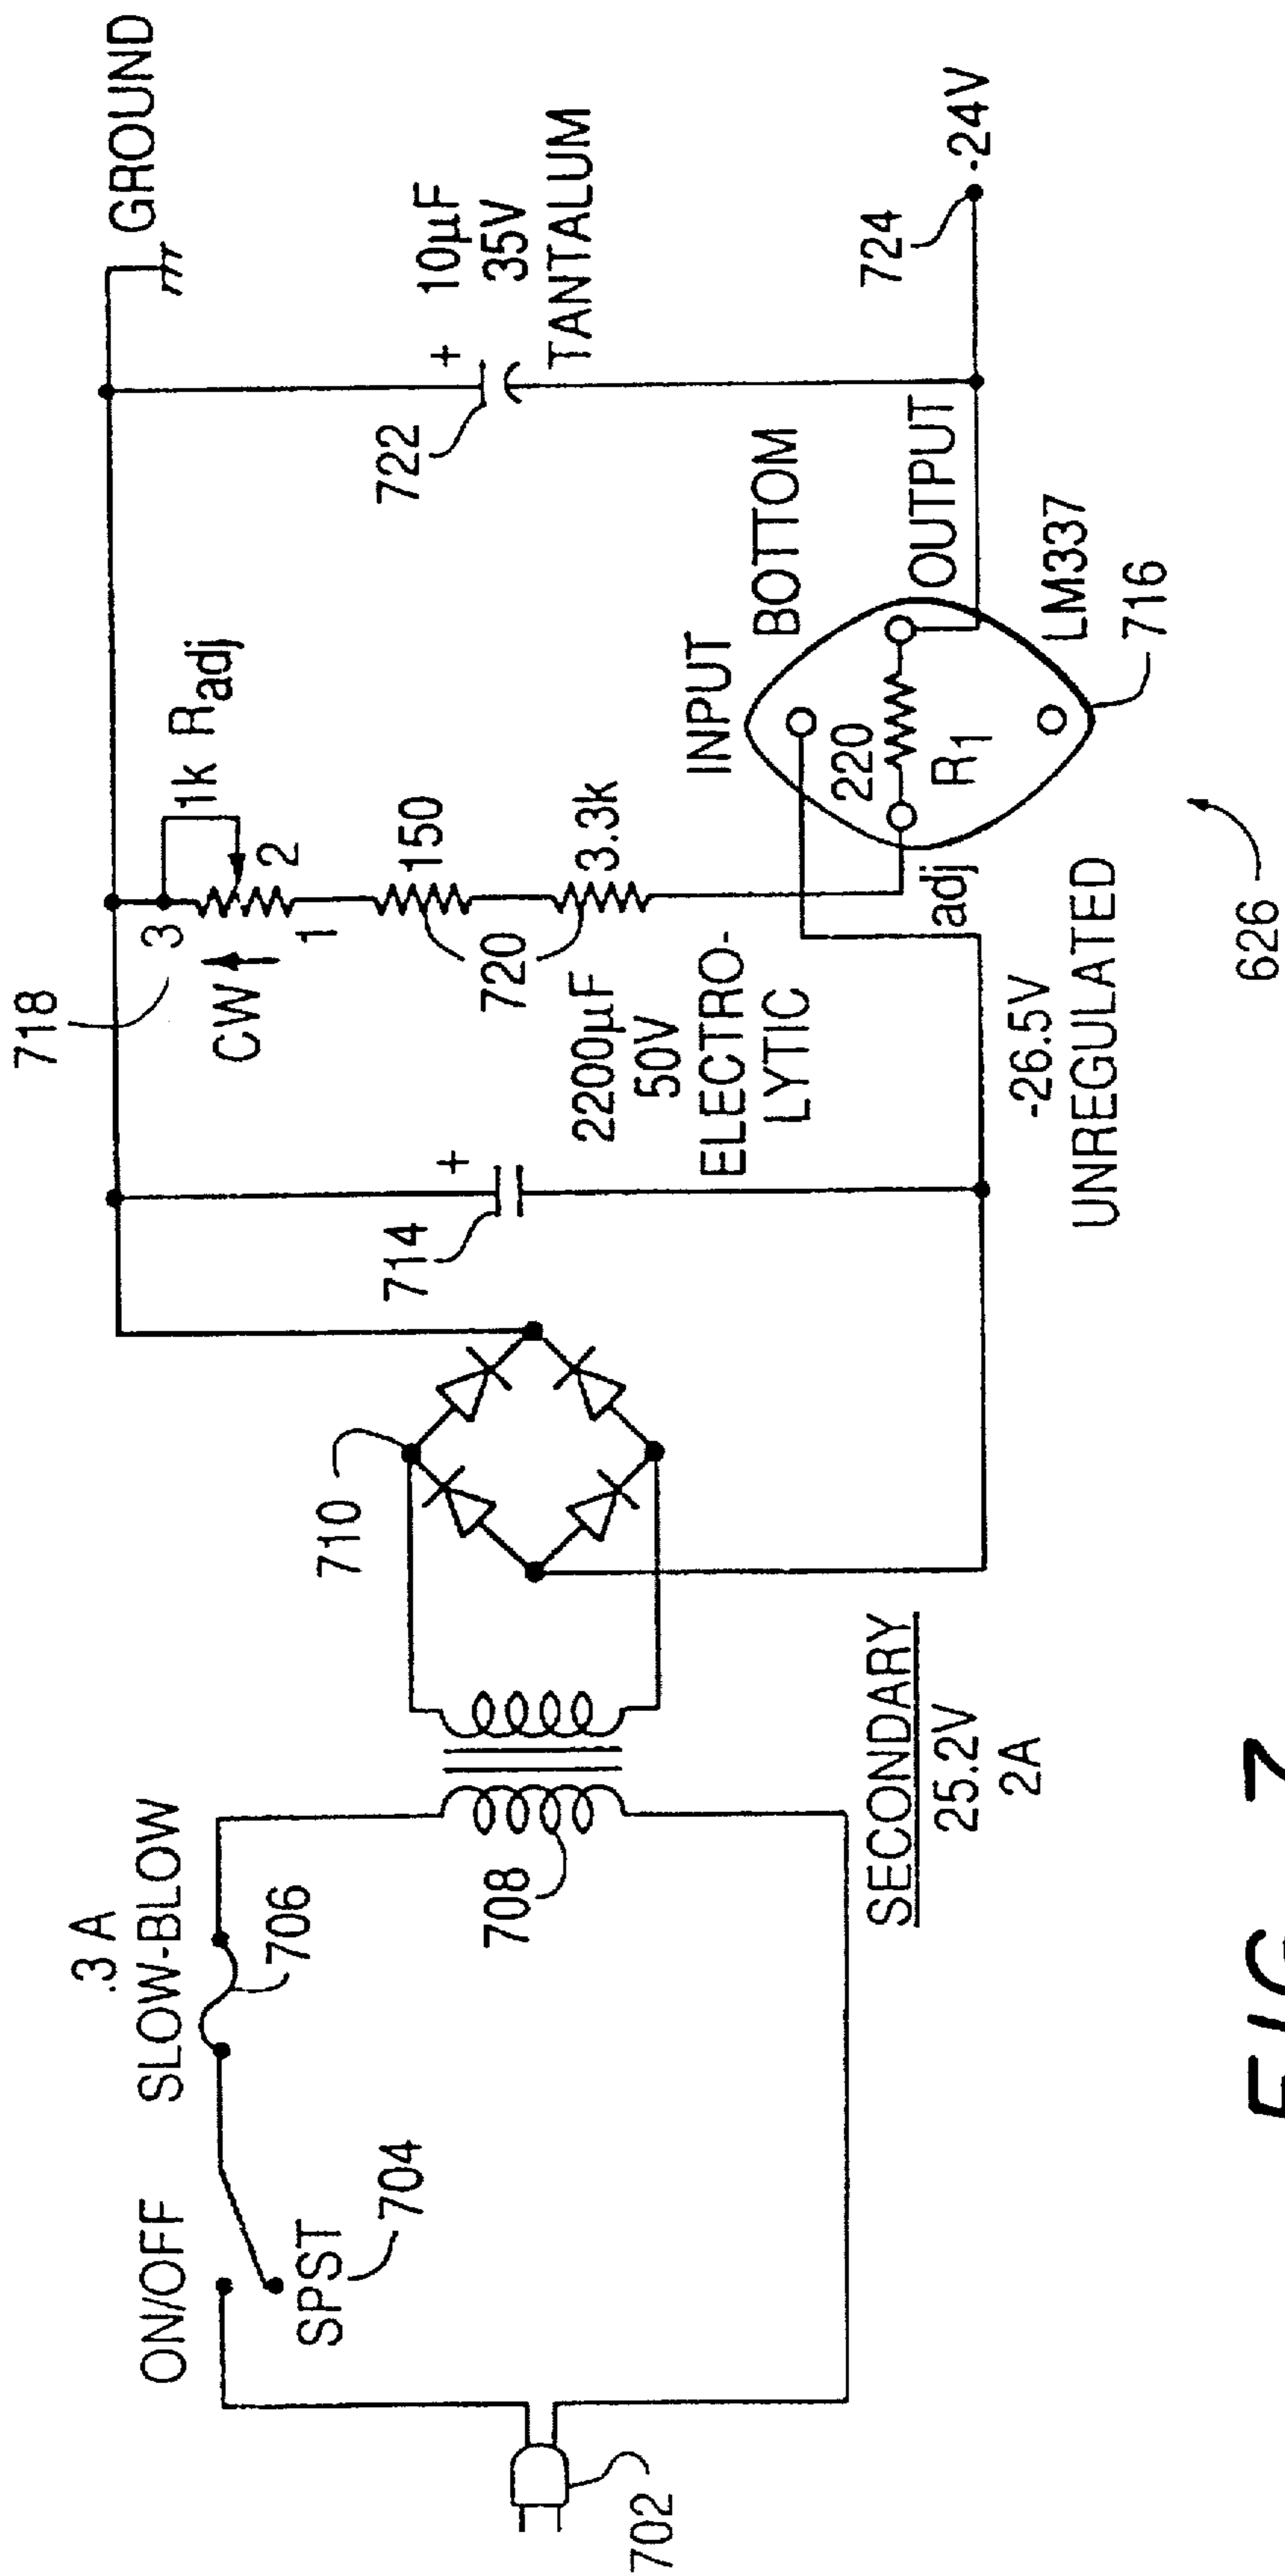 ON/OFF
SPST
704
702
.3 A
SLOW-BLOW
706
708
SECONDARY
25.2V
2A
710
714
+
2200µF
50V
ELECTRO-
LYTIC
-26.5V
UNREGULATED
718
CW
3
2
1
1k Radj
150
3.3k
720
INPUT
BOTTOM
220
R1
adj
OUTPUT
LM337
716
626
722
+
10µF
35V
TANTALUM
GROUND
724
-24V
FIG. 7